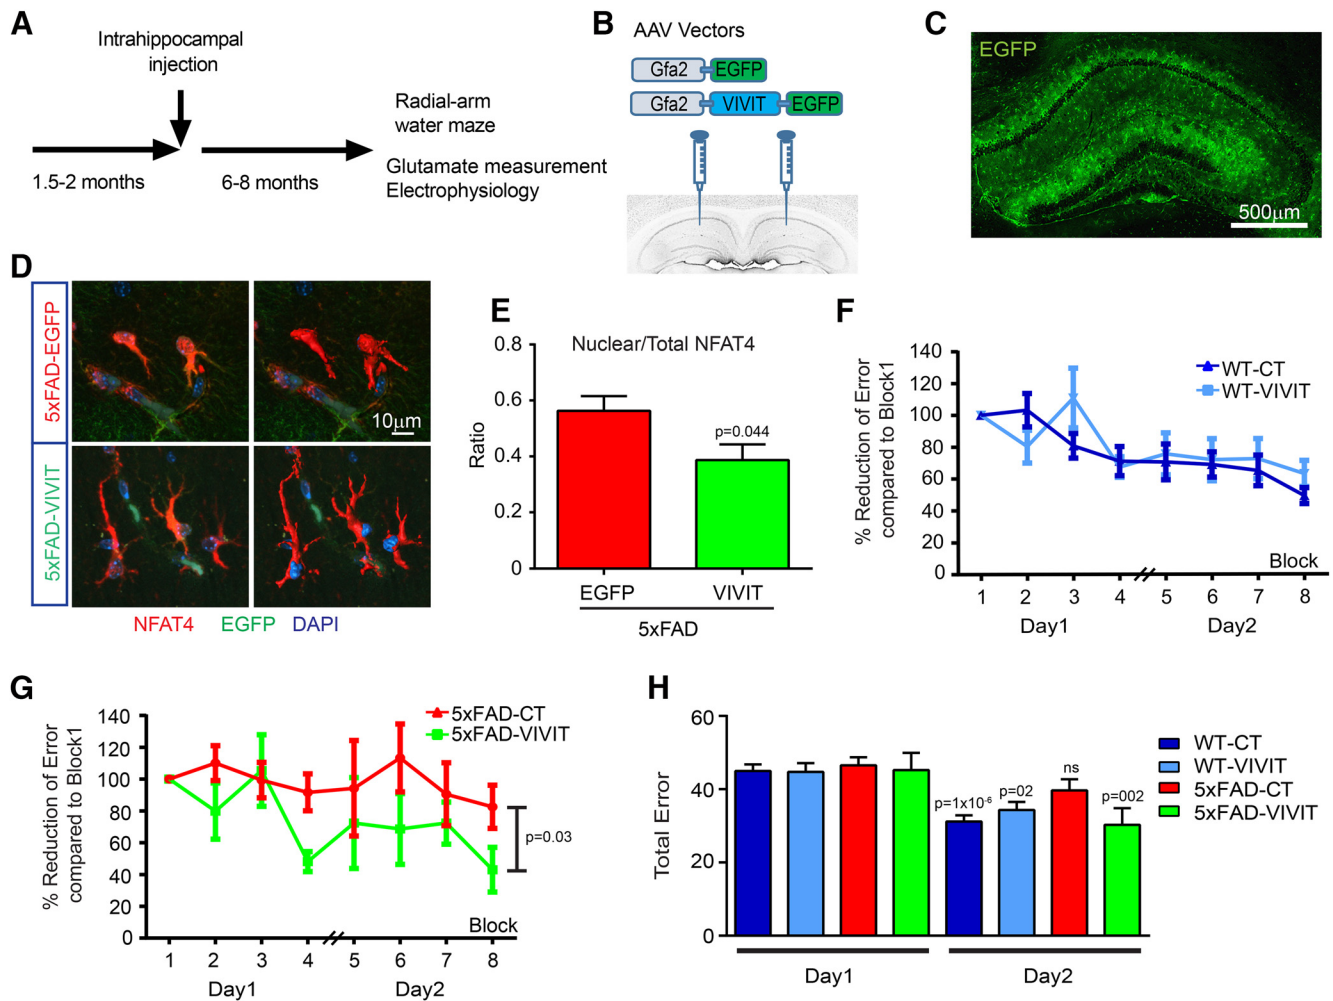 A
Intrahippocampal
injection
1.5-2 months
6-8 months
Radial-arm
water maze
Glutamate measurement
Electrophysiology
B
AAV Vectors
Gfa2 EGFP
Gfa2 VIVIT EGFP
C
EGFP
500μm
D
5xFAD-EGFP
5xFAD-VIVIT
10μm
NFAT4 EGFP DAPI
E
Nuclear/Total NFAT4
Ratio
0.8
0.6
0.4
0.2
0
p=0.044
EGFP VIVIT
5xFAD
F
% Reduction of Error
compared to Block1
140
120
100
80
60
40
20
0
WT-CT
WT-VIVIT
Block
1 2 3 4 5 6 7 8
Day1 Day2
G
% Reduction of Error
compared to Block1
140
120
100
80
60
40
20
0
5xFAD-CT
5xFAD-VIVIT
p=0.03
Block
1 2 3 4 5 6 7 8
Day1 Day2
H
Total Error
60
40
20
0
p=1x10⁻⁶
p=02
ns
p=002
WT-CT
WT-VIVIT
5xFAD-CT
5xFAD-VIVIT
Day1 Day2